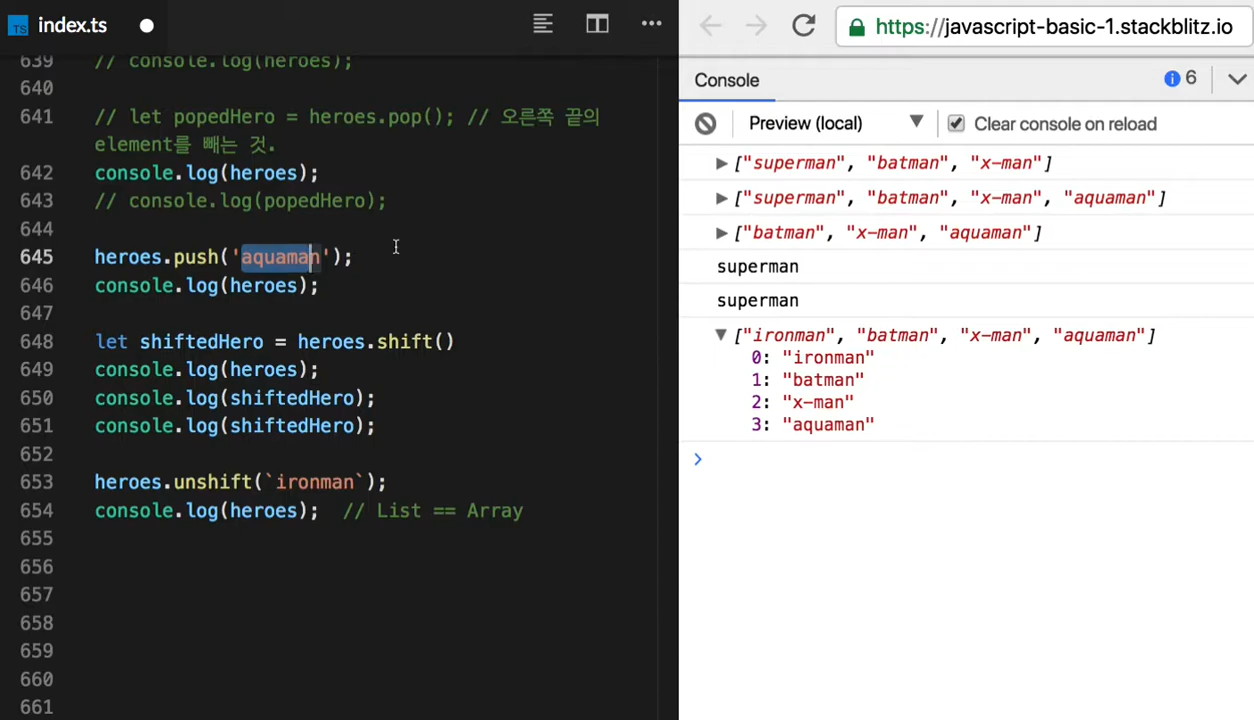 TS index.ts
https://javascript-basic-1.stackblitz.io
Console
6
Preview (local)
Clear console on reload
639 // console.log(heroes);
640
641 // let popedHero = heroes.pop(); // 오른쪽 끝의
element를 빼는 것.
642 console.log(heroes);
643 // console.log(popedHero);
644
645 heroes.push('aquaman');
646 console.log(heroes);
647
648 let shiftedHero = heroes.shift()
649 console.log(heroes);
650 console.log(shiftedHero);
651 console.log(shiftedHero);
652
653 heroes.unshift(`ironman`);
654 console.log(heroes); // List == Array
655
656
657
658
659
660
661
["superman", "batman", "x-man"]
["superman", "batman", "x-man", "aquaman"]
["batman", "x-man", "aquaman"]
superman
superman
["ironman", "batman", "x-man", "aquaman"]
0: "ironman"
1: "batman"
2: "x-man"
3: "aquaman"